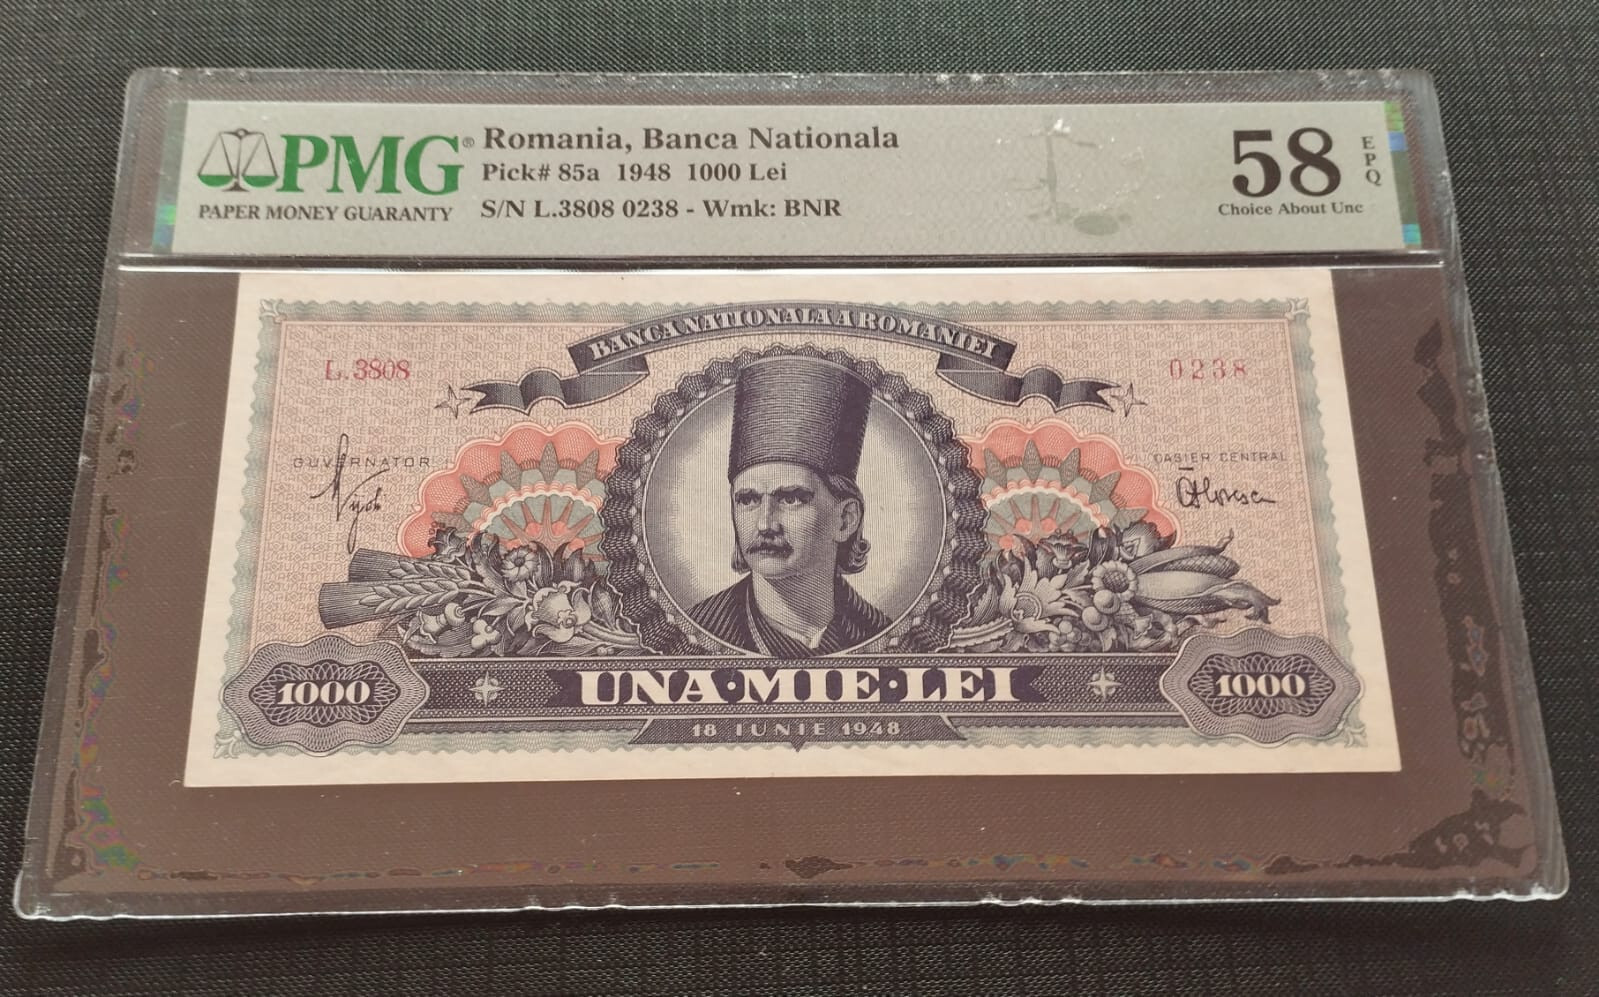 PMG®
PAPER MONEY GUARANTY
Romania, Banca Nationala
Pick# 85a 1948 1000 Lei
S/N L.3808 0238 - Wmk: BNR
58
EPQ
Choice About Unc
BANCA NATIONALA A ROMANIEI
L.3808
0238
GUVERNATOR
CASIER CENTRAL
1000
UNA·MIE·LEI
1000
18 IUNIE 1948